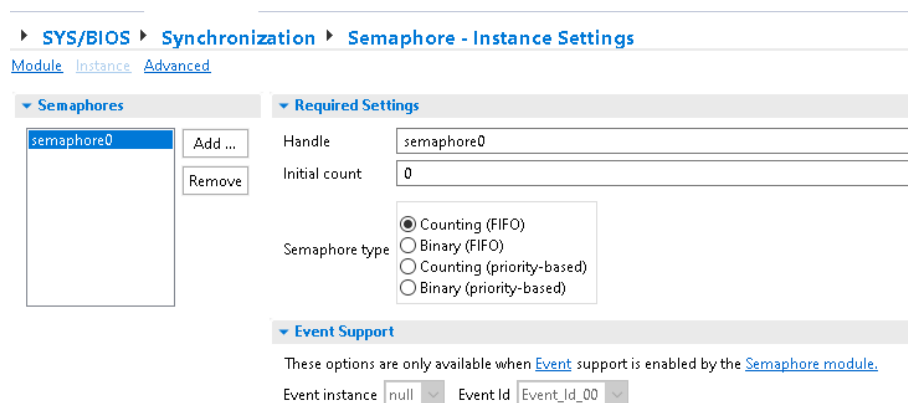 SYS/BIOS Synchronization Semaphore - Instance Settings
Module Instance Advanced
Semaphores
semaphore0
Add ...
Remove
Required Settings
Handle semaphore0
Initial count 0
Semaphore type
Counting (FIFO)
Binary (FIFO)
Counting (priority-based)
Binary (priority-based)
Event Support
These options are only available when Event support is enabled by the Semaphore module.
Event instance null Event Id Event_Id_00